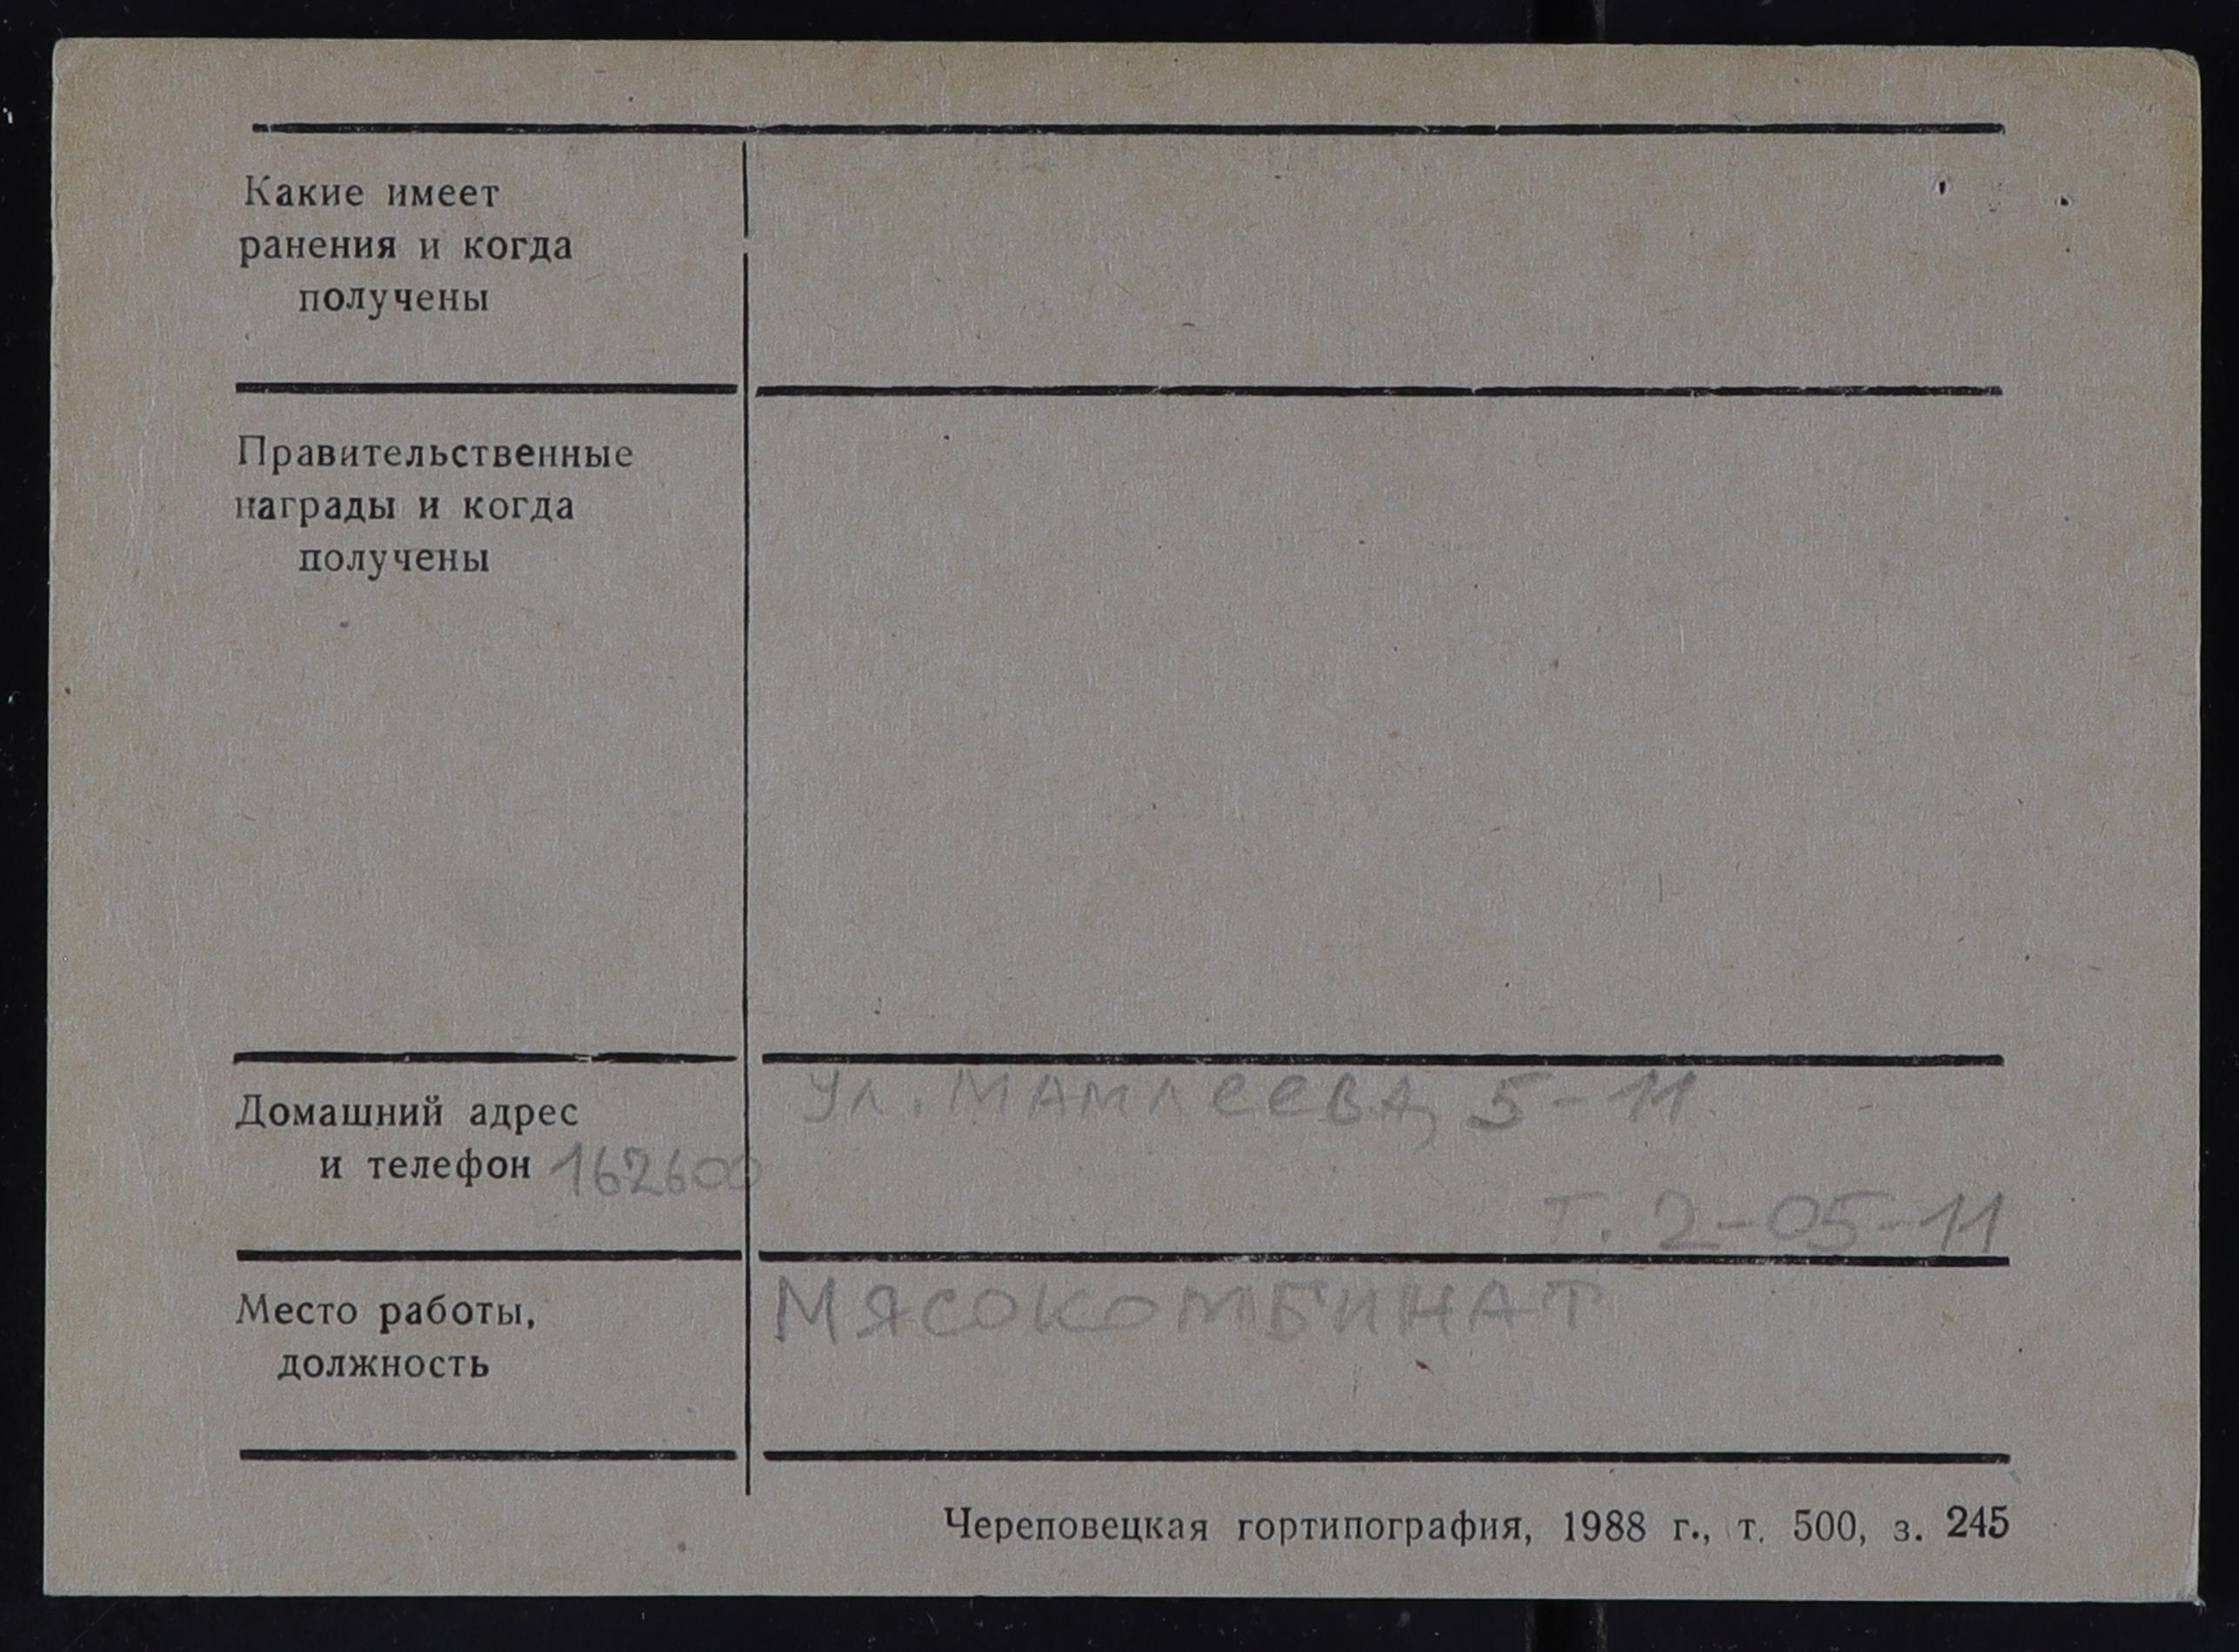 Какие имеет
ранения и когда
получены
Правительственные
награды и когда
получены
Домашний адрес
и телефон 162600
ул. Мамлеева, 5-11
т. 2-05-11
Место работы,
должность
Мясокомбинат
Череповецкая гортипография, 1988 г., т. 500, з. 245